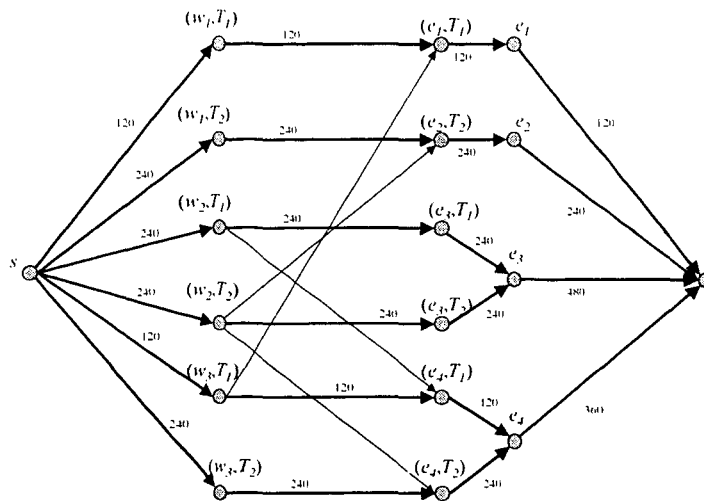 (w1,T1)
(e1,T1)
e1
120
120
(w1,T2)
(e2,T2)
e2
120
120
240
240
(w2,T1)
240
(e3,T1)
240
240
240
240
e3
s
(w2,T2)
240
240
(e3,T2)
240
480
(w3,T1)
120
(e4,T1)
120
120
e4
360
240
(w3,T2)
(e4,T2)
240
240